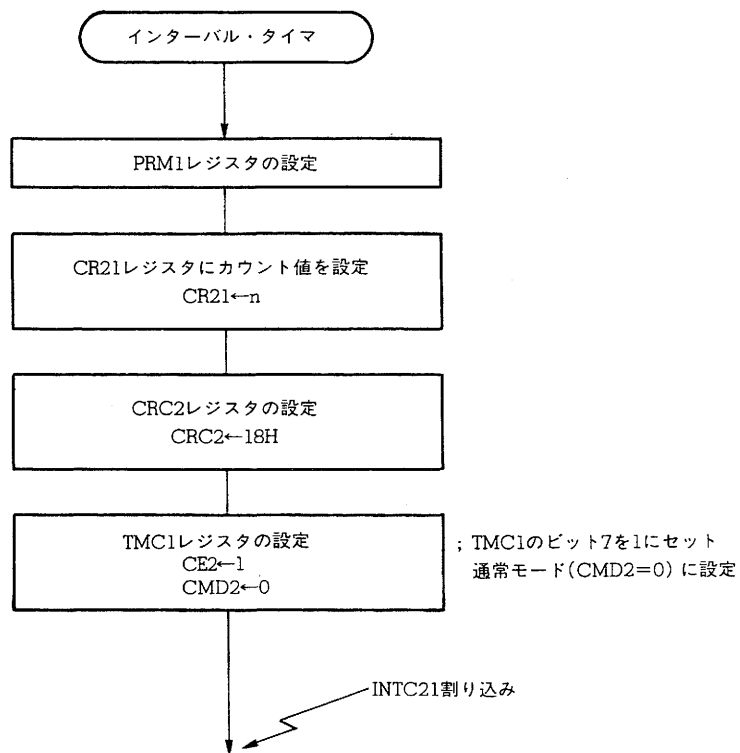 インターバル・タイマ
PRM1レジスタの設定
CR21レジスタにカウント値を設定
CR21←n
CRC2レジスタの設定
CRC2←18H
TMC1レジスタの設定
CE2←1
CMD2←0
; TMC1のビット7を1にセット
通常モード(CMD2=0) に設定
INTC21割り込み